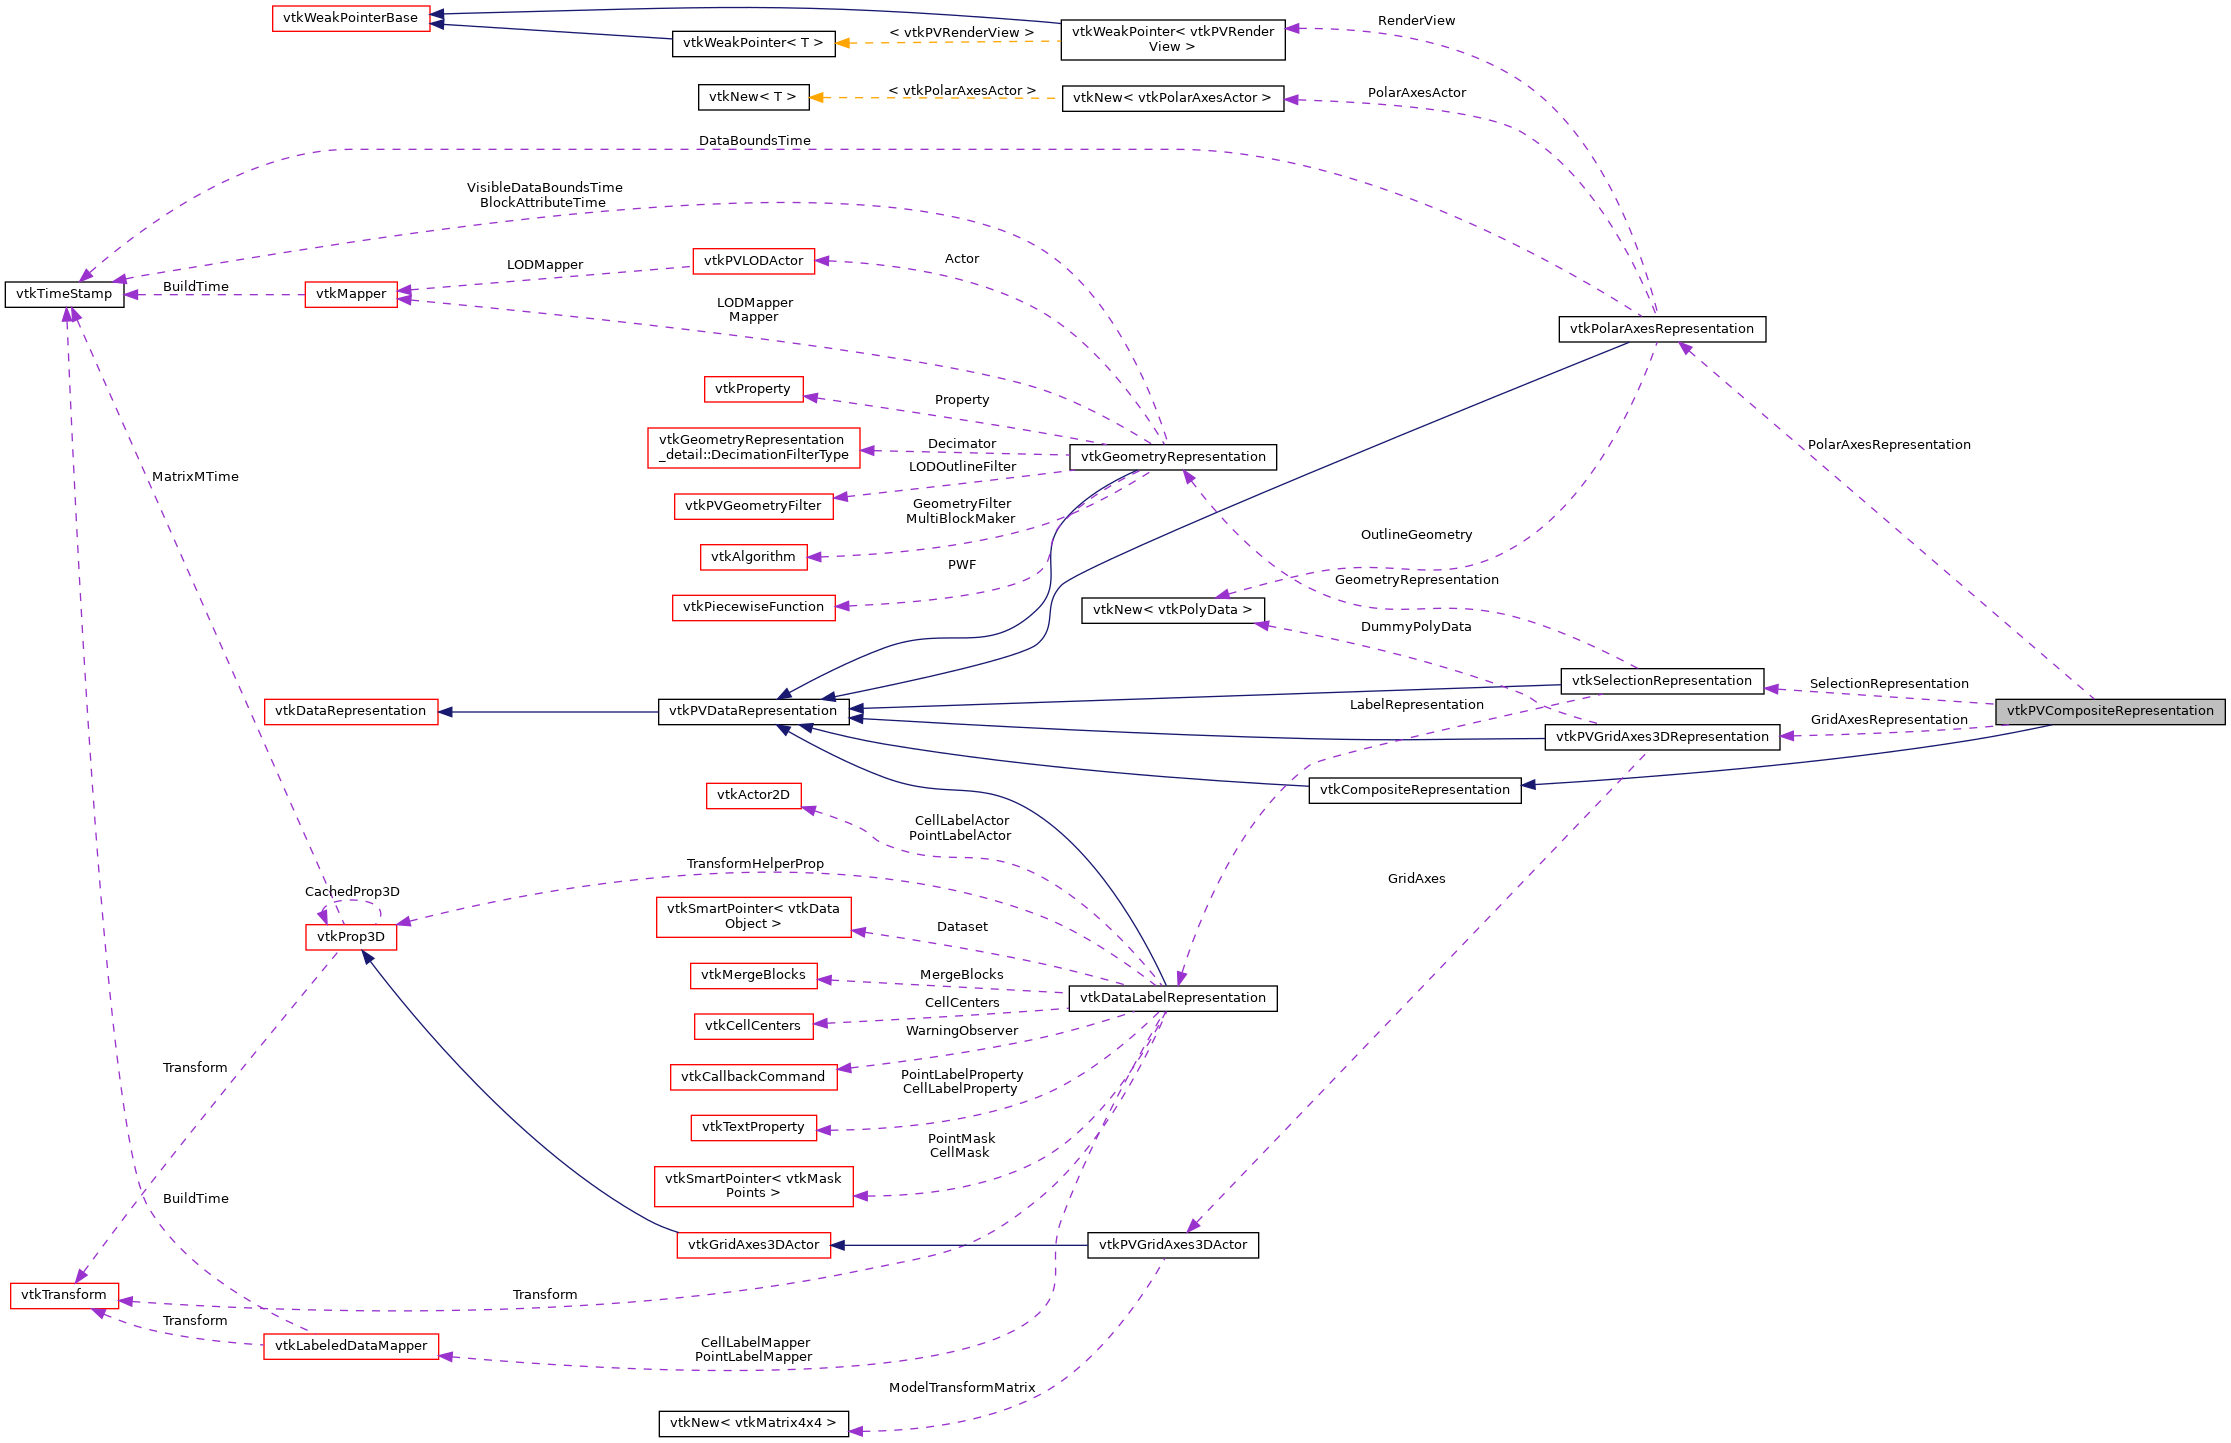 vtkWeakPointerBase
vtkWeakPointer< T >
< vtkPVRenderView >
vtkWeakPointer< vtkPVRender
View >
RenderView
vtkNew< T >
< vtkPolarAxesActor >
vtkNew< vtkPolarAxesActor >
PolarAxesActor
DataBoundsTime
VisibleDataBoundsTime
BlockAttributeTime
vtkPVLODActor
Actor
LODMapper
vtkTimeStamp
BuildTime
vtkMapper
LODMapper
Mapper
vtkPolarAxesRepresentation
vtkProperty
Property
vtkGeometryRepresentation
_detail::DecimationFilterType
Decimator
vtkGeometryRepresentation
PolarAxesRepresentation
LODOutlineFilter
MatrixMTime
vtkPVGeometryFilter
GeometryFilter
MultiBlockMaker
OutlineGeometry
vtkAlgorithm
PWF
GeometryRepresentation
vtkPiecewiseFunction
vtkNew< vtkPolyData >
DummyPolyData
vtkSelectionRepresentation
SelectionRepresentation
LabelRepresentation
vtkDataRepresentation
vtkPVDataRepresentation
vtkPVCompositeRepresentation
GridAxesRepresentation
vtkPVGridAxes3DRepresentation
vtkActor2D
vtkCompositeRepresentation
CellLabelActor
PointLabelActor
TransformHelperProp
CachedProp3D
GridAxes
vtkSmartPointer< vtkData
Object >
Dataset
vtkProp3D
vtkMergeBlocks
MergeBlocks
vtkDataLabelRepresentation
CellCenters
vtkCellCenters
WarningObserver
Transform
vtkCallbackCommand
PointLabelProperty
CellLabelProperty
vtkTextProperty
PointMask
CellMask
vtkSmartPointer< vtkMask
Points >
BuildTime
vtkGridAxes3DActor
vtkPVGridAxes3DActor
vtkTransform
Transform
Transform
vtkLabeledDataMapper
CellLabelMapper
PointLabelMapper
ModelTransformMatrix
vtkNew< vtkMatrix4x4 >